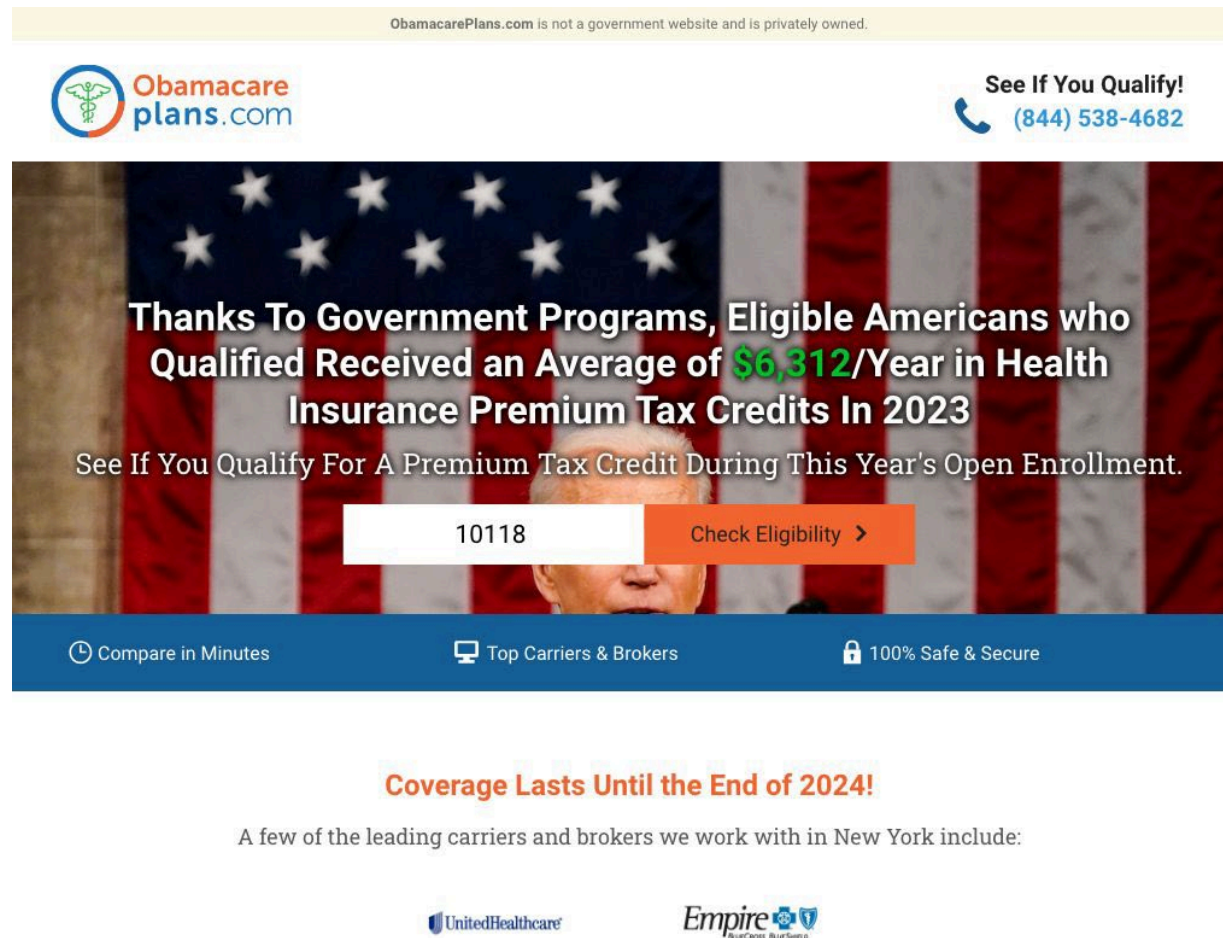 ObamacarePlans.com is not a government website and is privately owned.
Obamacare
plans.com
See If You Qualify!
(844) 538-4682
Thanks To Government Programs, Eligible Americans who
Qualified Received an Average of $6,312/Year in Health
Insurance Premium Tax Credits In 2023
See If You Qualify For A Premium Tax Credit During This Year's Open Enrollment.
10118
Check Eligibility
Compare in Minutes
Top Carriers & Brokers
100% Safe & Secure
Coverage Lasts Until the End of 2024!
A few of the leading carriers and brokers we work with in New York include:
UnitedHealthcare
Empire
BlueCross BlueShield